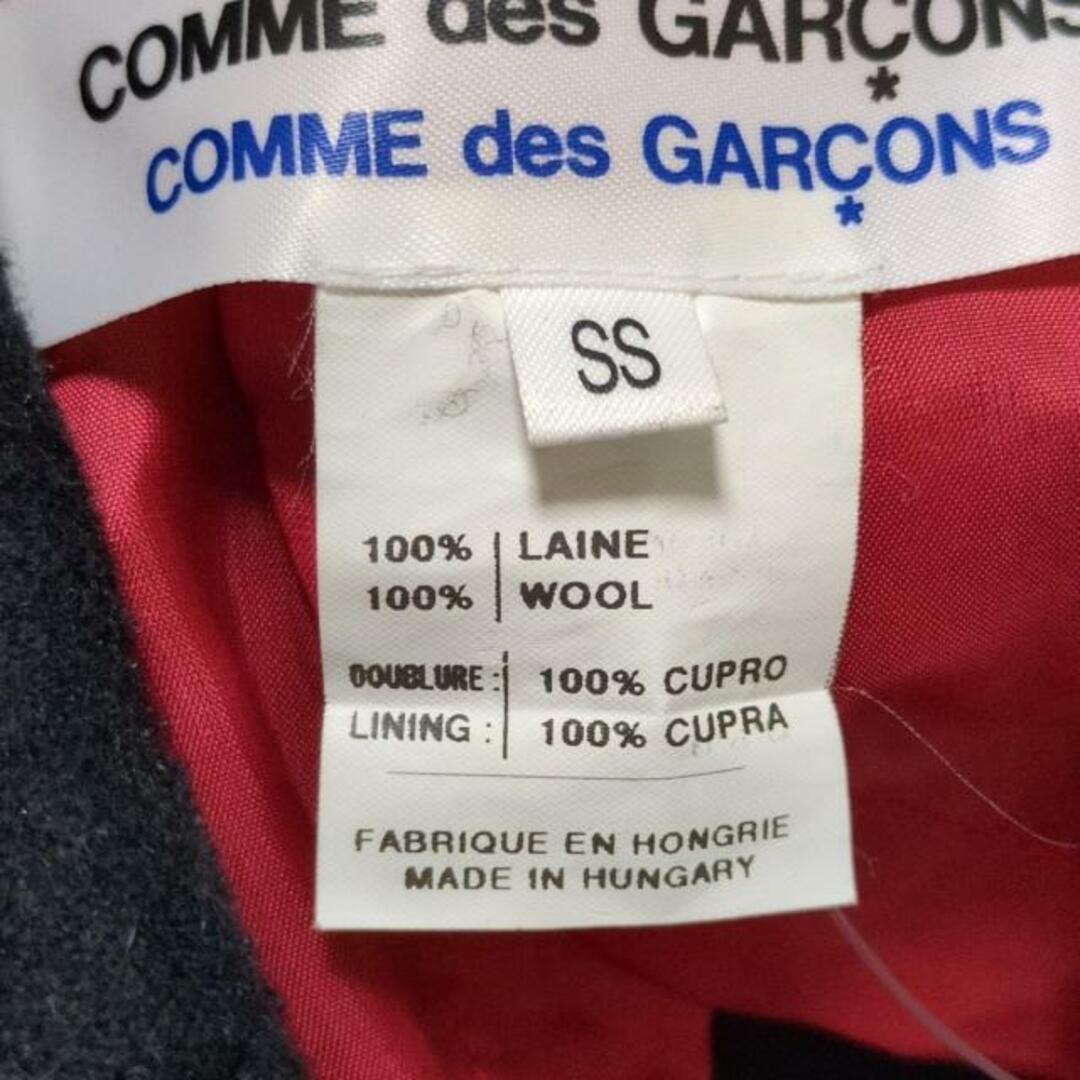 COMME des GARÇONS
COMME des GARÇONS
SS
100% | LAINE
100% | WOOL
DOUBLURE : | 100% CUPRO
LINING : | 100% CUPRA
FABRIQUE EN HONGRIE
MADE IN HUNGARY